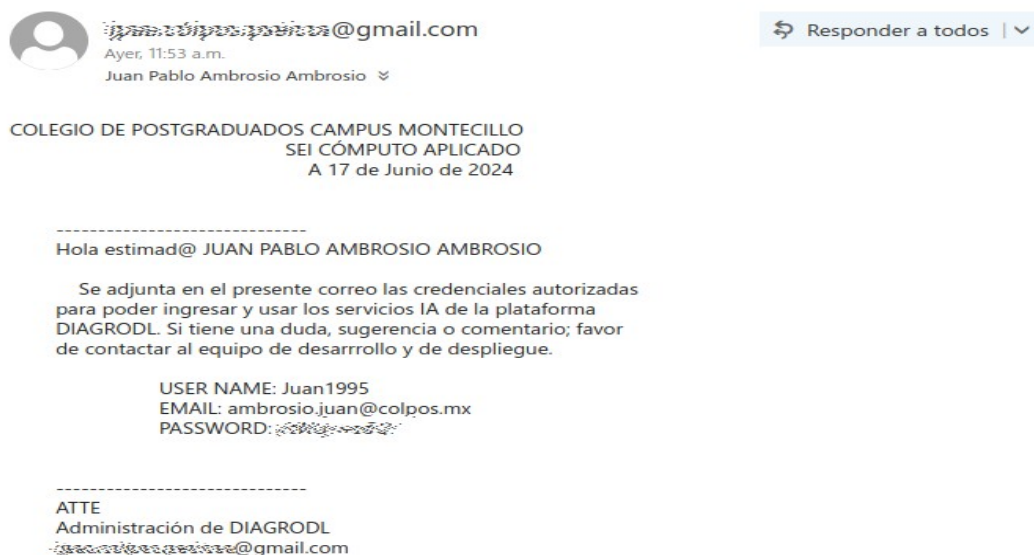 @gmail.com
Responder a todos
Ayer, 11:53 a.m.
Juan Pablo Ambrosio Ambrosio
COLEGIO DE POSTGRADUADOS CAMPUS MONTECILLO
SEI CÓMPUTO APLICADO
A 17 de Junio de 2024
------------------------------
Hola estimad@ JUAN PABLO AMBROSIO AMBROSIO
Se adjunta en el presente correo las credenciales autorizadas
para poder ingresar y usar los servicios IA de la plataforma
DIAGRODL. Si tiene una duda, sugerencia o comentario; favor
de contactar al equipo de desarrrollo y de despliegue.
USER NAME: Juan1995
EMAIL: ambrosio.juan@colpos.mx
PASSWORD:
------------------------------
ATTE
Administración de DIAGRODL
@gmail.com